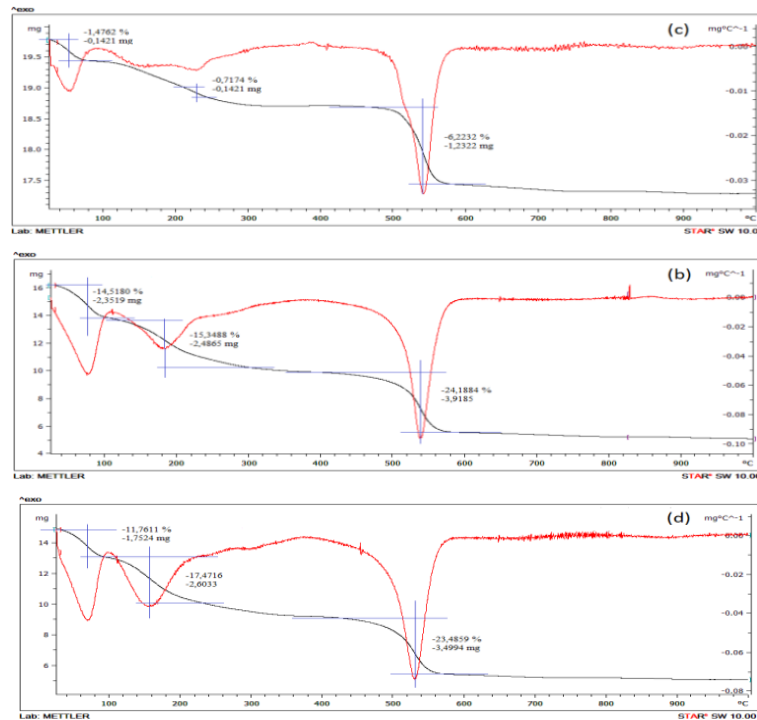 ^exo
mg
(c)
mg°C^-1
-1,4762 %
-0,1421 mg
0.00
19.5
-0,7174 %
-0,1421 mg
-0.01
19.0
18.5
-0.02
-6,2232 %
-1,2322 mg
18.0
-0.03
17.5
100 200 300 400 500 600 700 800 900 °C
Lab: METTLER STAR® SW 10.00
^exo
mg
(b)
mg°C^-1
16
-14,5180 %
-2,3519 mg
0.00
14
-0.02
-15,3488 %
-2,4865 mg
12
-0.04
10
-0.06
-24,1884 %
-3,9185
8
-0.08
6
4
-0.10
100 200 300 400 500 600 700 800 900 °C
Lab: METTLER STAR® SW 10.00
^exo
mg
(d)
mg°C^-1
-11,7611 %
-1,7524 mg
0.00
14
12
-17,4716
-2,6033
-0.02
10
-0.04
-23,4859 %
-3,4994 mg
8
-0.06
6
-0.08
100 200 300 400 500 600 700 800 900 °C
Lab: METTLER STAR® SW 10.00